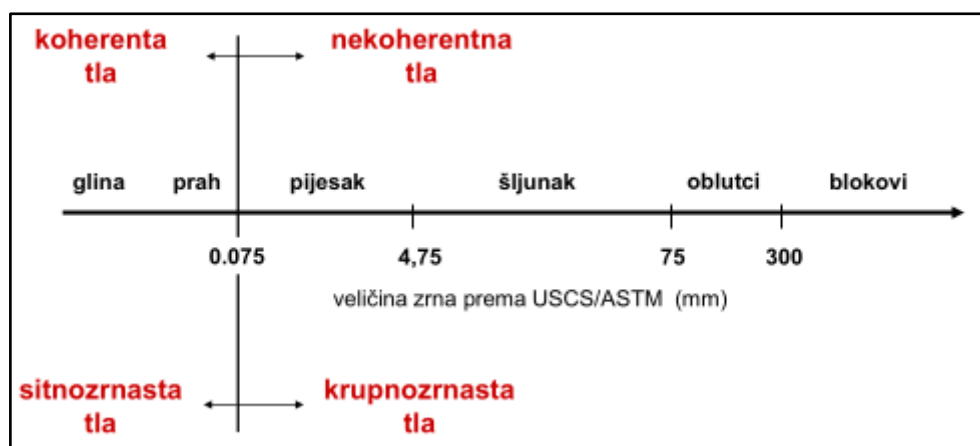 koherenta
tla
nekoherentna
tla
glina prah pijesak šljunak oblutci blokovi
0.075 4,75 75 300
veličina zrna prema USCS/ASTM (mm)
sitnozrnasta
tla
krupnozrnasta
tla